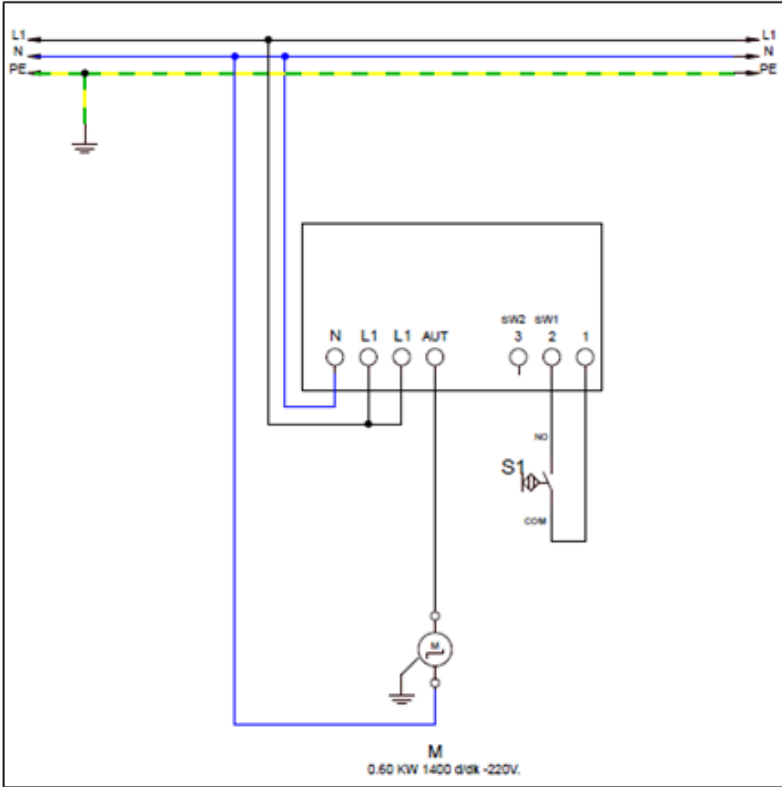 L1 L1
N N
PE PE
SW2 SW1
N L1 L1 AUT 3 2 1
NO
S1
COM
M
M
0.60 KW 1400 d/dk -220V.